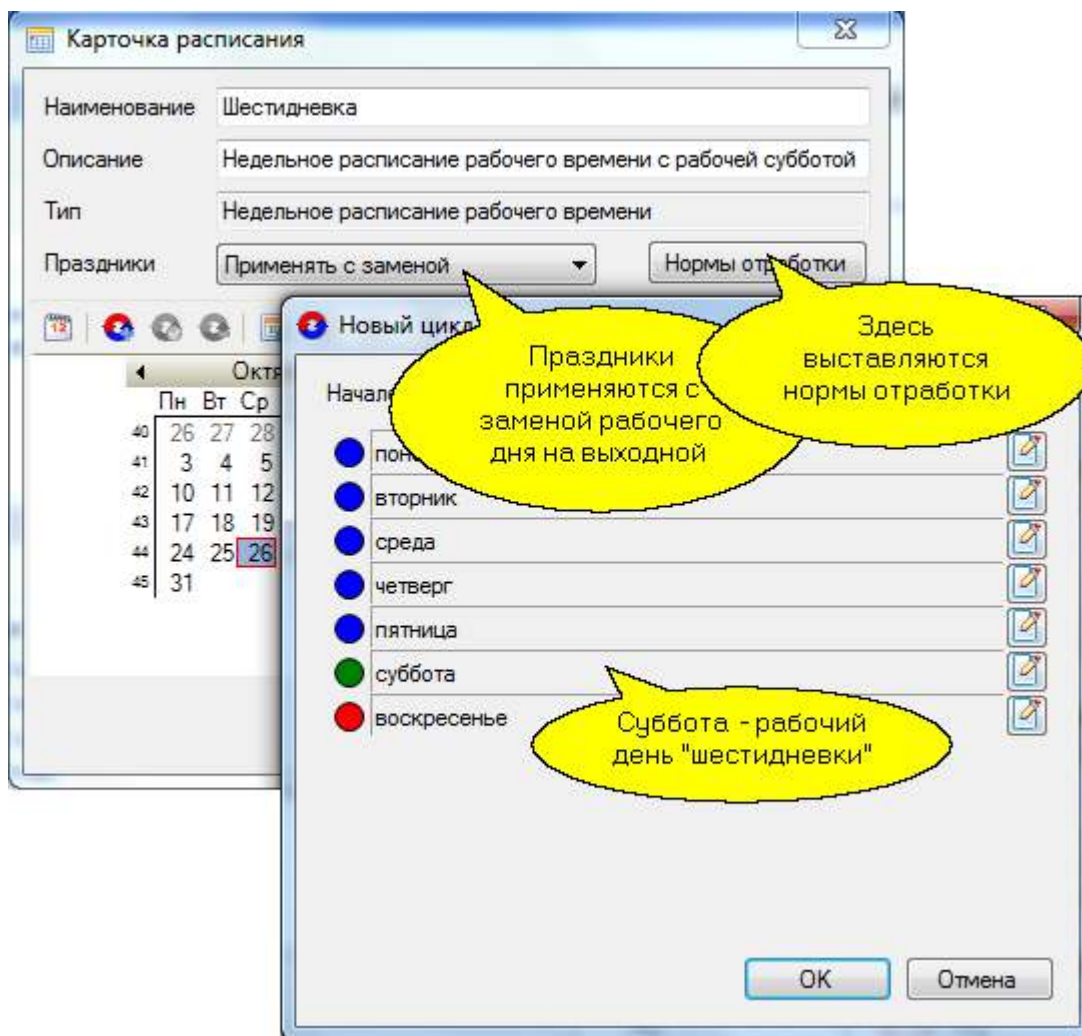 Карточка расписания
Наименование Шестидневка
Описание Недельное расписание рабочего времени с рабочей субботой
Тип Недельное расписание рабочего времени
Праздники Применять с заменой Нормы отработки
12
Новый цикл
Здесь
выставляются
нормы отработки
Праздники
применяются с
заменой рабочего
дня на выходной
Пн Вт Ср
40 26 27 28
41 3 4 5
42 10 11 12
43 17 18 19
44 24 25 26
45 31
вторник
среда
четверг
пятница
суббота
воскресенье
Суббота - рабочий
день "шестидневки"
OK Отмена